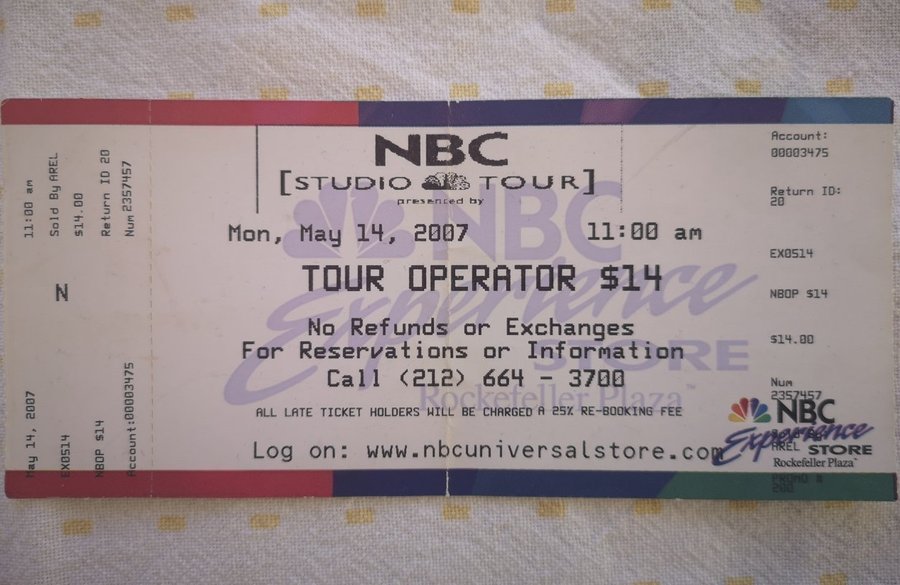 11:00 am
Sold By AREL
$14.00
Return ID 20
Num 2357457
N
May 14, 2007
EX0514
NBOP $14
Account:00003475
NBC
[STUDIO TOUR]
presented by
Mon, May 14, 2007 11:00 am
TOUR OPERATOR $14
No Refunds or Exchanges
For Reservations or Information
Call (212) 664 - 3700
ALL LATE TICKET HOLDERS WILL BE CHARGED A 25% RE-BOOKING FEE
Log on: www.nbcuniversalstore.com
NBC
Experience
STORE
Rockefeller Plaza™
Account:
00003475
Return ID:
20
EX0514
NBOP $14
$14.00
Num
2357457
NBC
Experience
AREL STORE
Rockefeller Plaza™
PROMO #